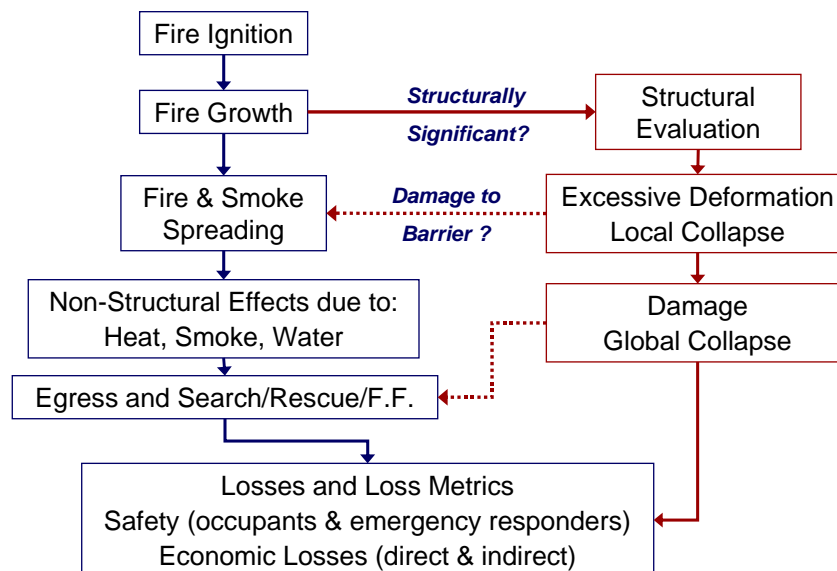 Fire Ignition
Fire Growth
Structurally
Significant?
Structural
Evaluation
Fire & Smoke
Spreading
Damage to
Barrier ?
Excessive Deformation
Local Collapse
Non-Structural Effects due to:
Heat, Smoke, Water
Damage
Global Collapse
Egress and Search/Rescue/F.F.
Losses and Loss Metrics
Safety (occupants & emergency responders)
Economic Losses (direct & indirect)